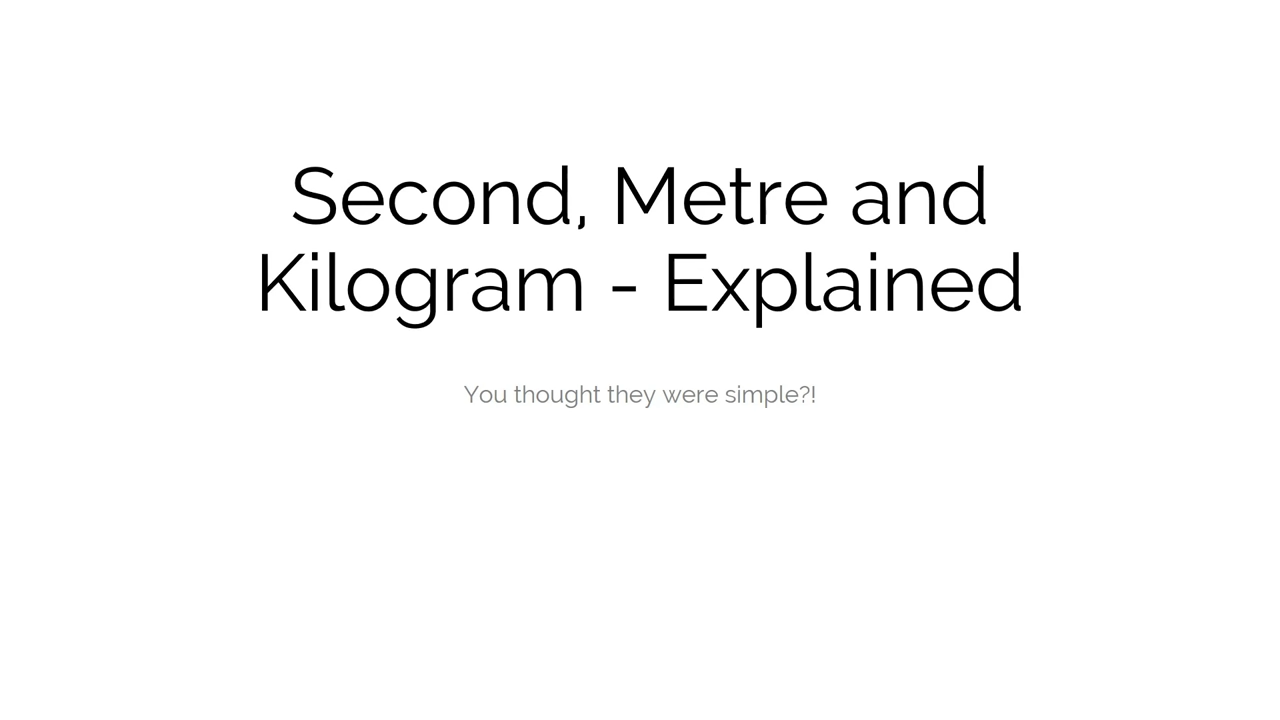 Second, Metre and
Kilogram - Explained
You thought they were simple?!